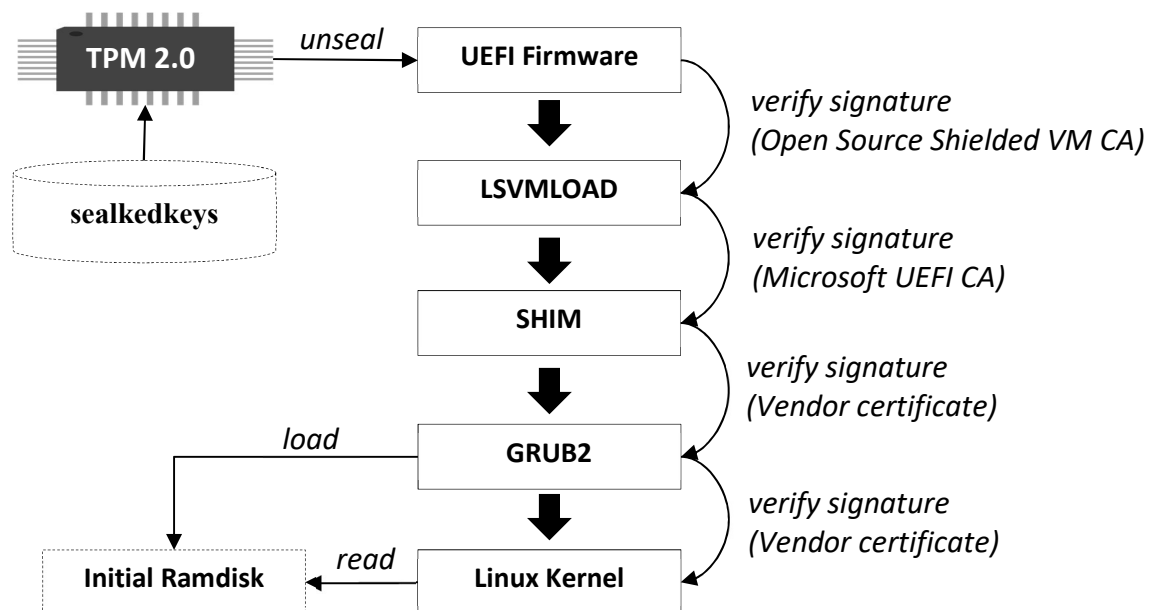 TPM 2.0
unseal
UEFI Firmware
verify signature
(Open Source Shielded VM CA)
LSVMLOAD
sealkedkeys
verify signature
(Microsoft UEFI CA)
SHIM
verify signature
(Vendor certificate)
load
GRUB2
verify signature
(Vendor certificate)
Initial Ramdisk
read
Linux Kernel